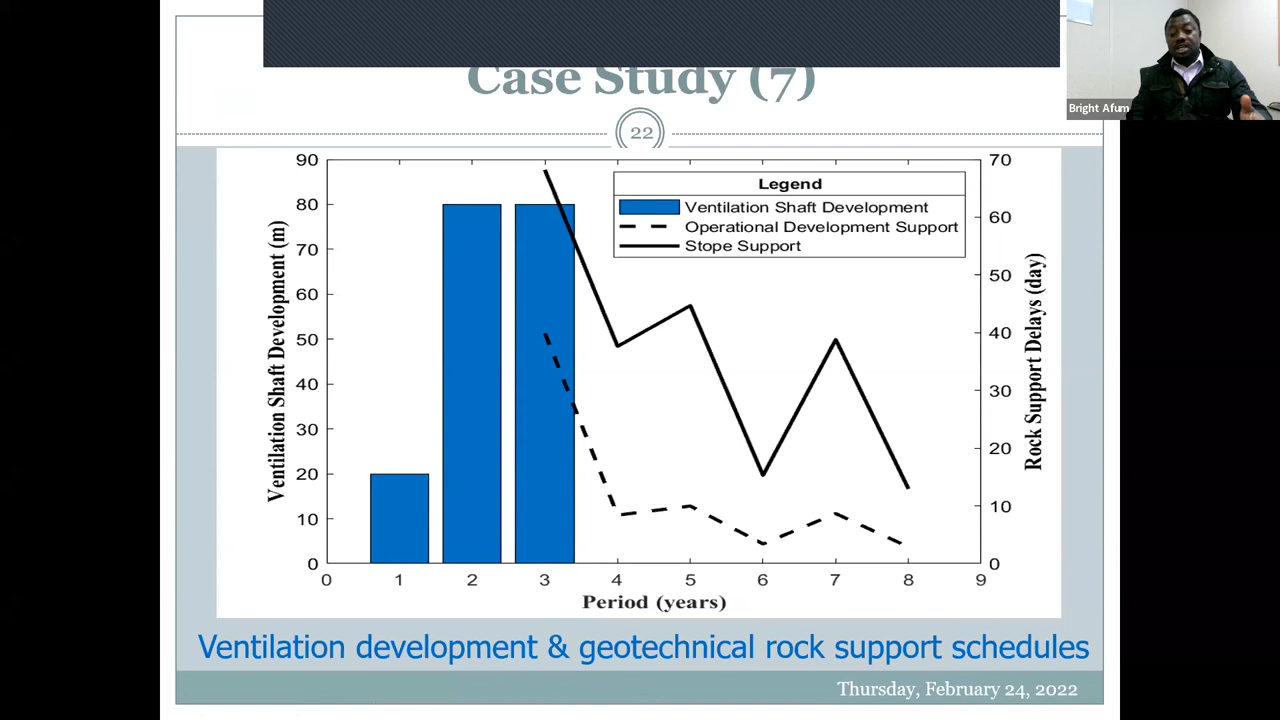 Case Study (7)
Bright Afum
22
90
80
70
60
50
40
30
20
10
0
Ventilation Shaft Development (m)
Legend
Ventilation Shaft Development
Operational Development Support
Stope Support
70
60
50
40
30
20
10
0
Rock Support Delays (day)
0 1 2 3 4 5 6 7 8 9
Period (years)
Ventilation development & geotechnical rock support schedules
Thursday, February 24, 2022